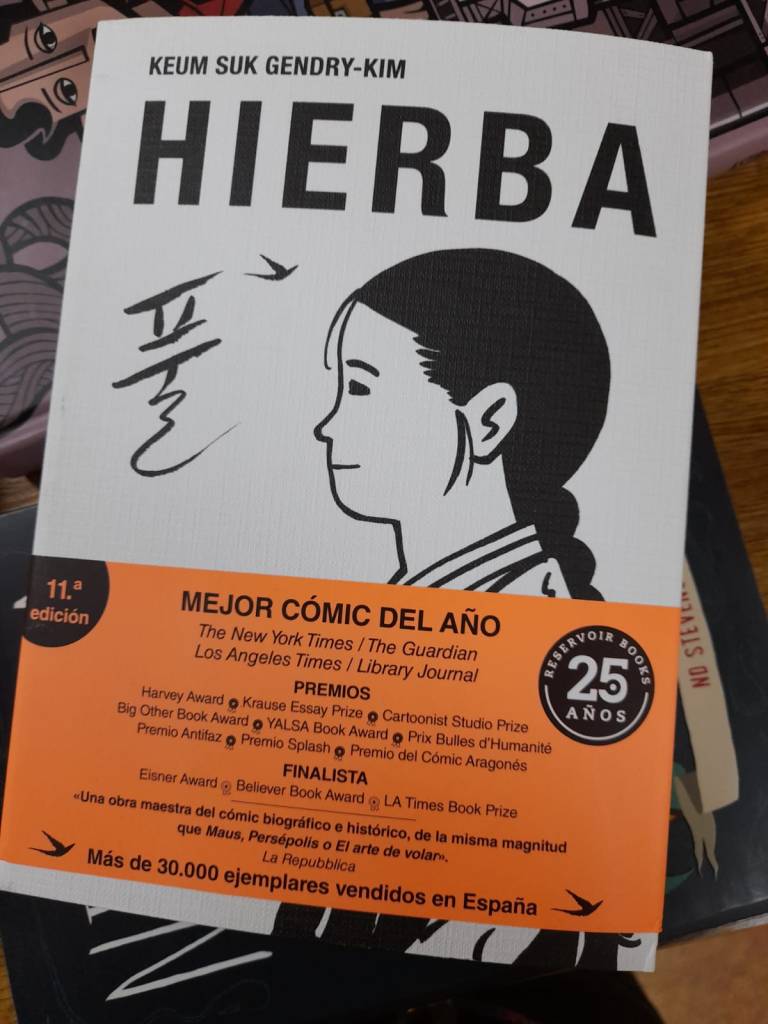 KEUM SUK GENDRY-KIM
HIERBA
풀
11.ª
edición
MEJOR CÓMIC DEL AÑO
The New York Times / The Guardian
Los Angeles Times / Library Journal
PREMIOS
Harvey Award Krause Essay Prize Cartoonist Studio Prize
Big Other Book Award YALSA Book Award Prix Bulles d'Humanité
Premio Antifaz Premio Splash Premio del Cómic Aragonés
FINALISTA
Eisner Award Believer Book Award LA Times Book Prize
«Una obra maestra del cómic biográfico e histórico, de la misma magnitud
que Maus, Persépolis o El arte de volar».
La Repubblica
Más de 30.000 ejemplares vendidos en España
RESERVOIR BOOKS
25
AÑOS